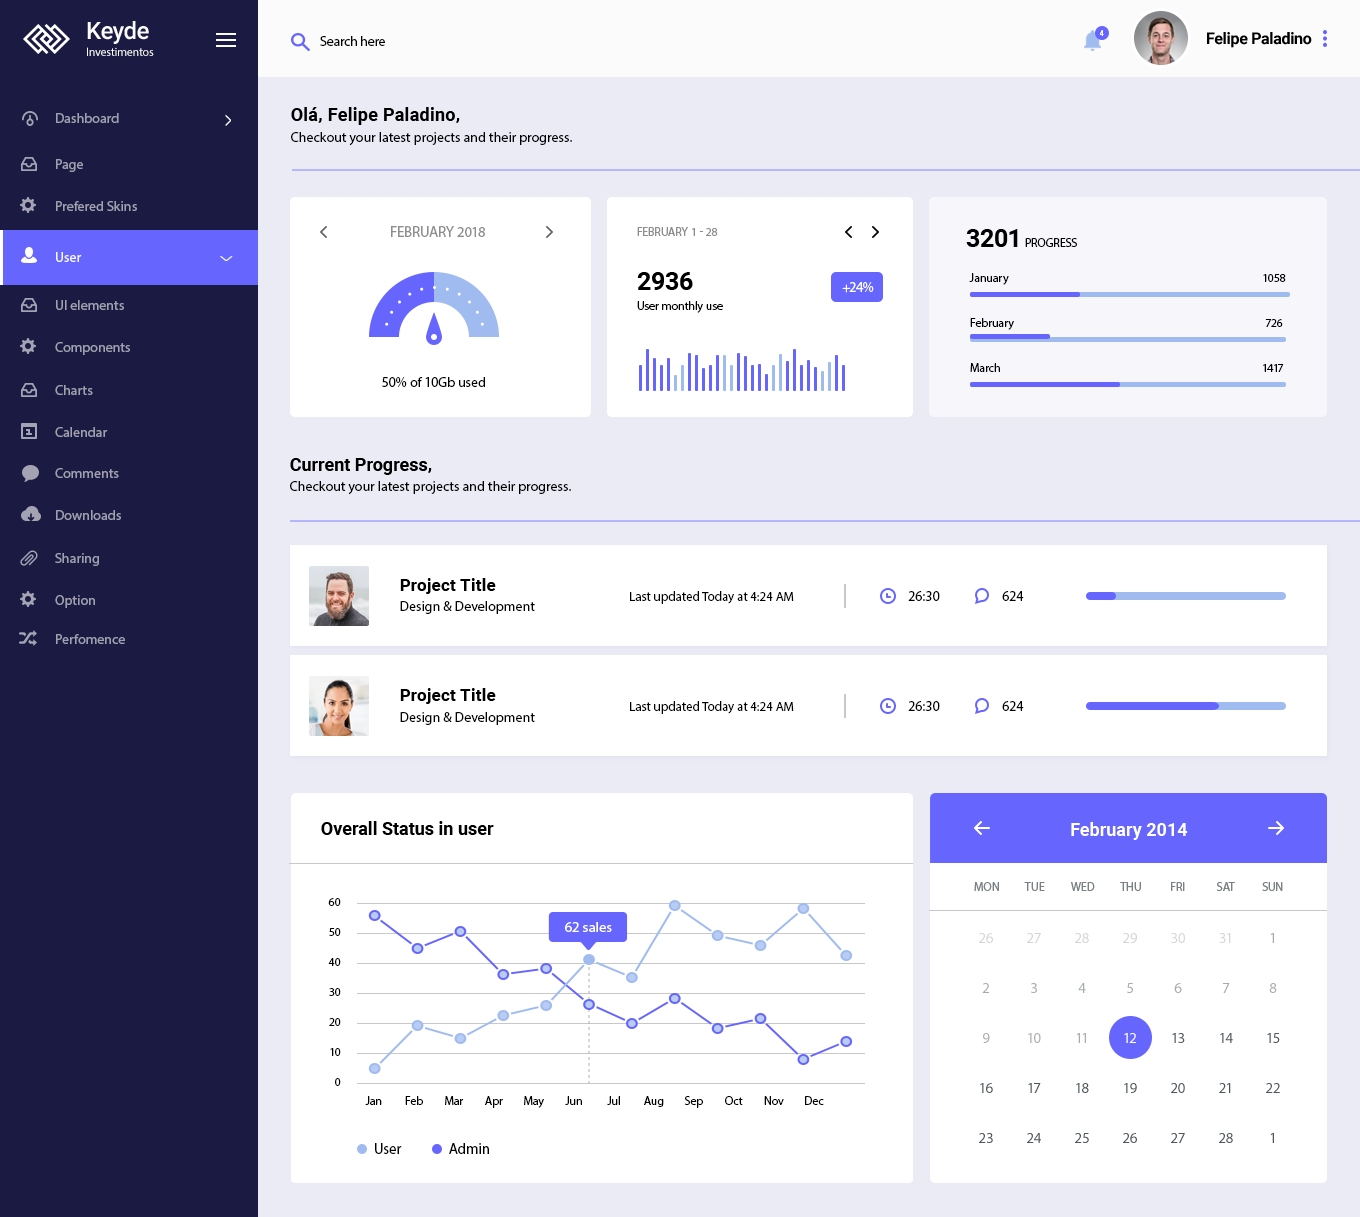 Keyde
Investimentos
Search here
4
Felipe Paladino
Dashboard
Page
Prefered Skins
User
UI elements
Components
Charts
Calendar
Comments
Downloads
Sharing
Option
Perfomence
Olá, Felipe Paladino,
Checkout your latest projects and their progress.
FEBRUARY 2018
50% of 10Gb used
FEBRUARY 1 - 28
2936
User monthly use
+24%
3201 PROGRESS
January 1058
February 726
March 1417
Current Progress,
Checkout your latest projects and their progress.
Project Title
Design & Development
Last updated Today at 4:24 AM
26:30
624
Project Title
Design & Development
Last updated Today at 4:24 AM
26:30
624
Overall Status in user
60
50
40
30
20
10
0
62 sales
Jan Feb Mar Apr May Jun Jul Aug Sep Oct Nov Dec
User Admin
February 2014
MON TUE WED THU FRI SAT SUN
26 27 28 29 30 31 1
2 3 4 5 6 7 8
9 10 11 12 13 14 15
16 17 18 19 20 21 22
23 24 25 26 27 28 1